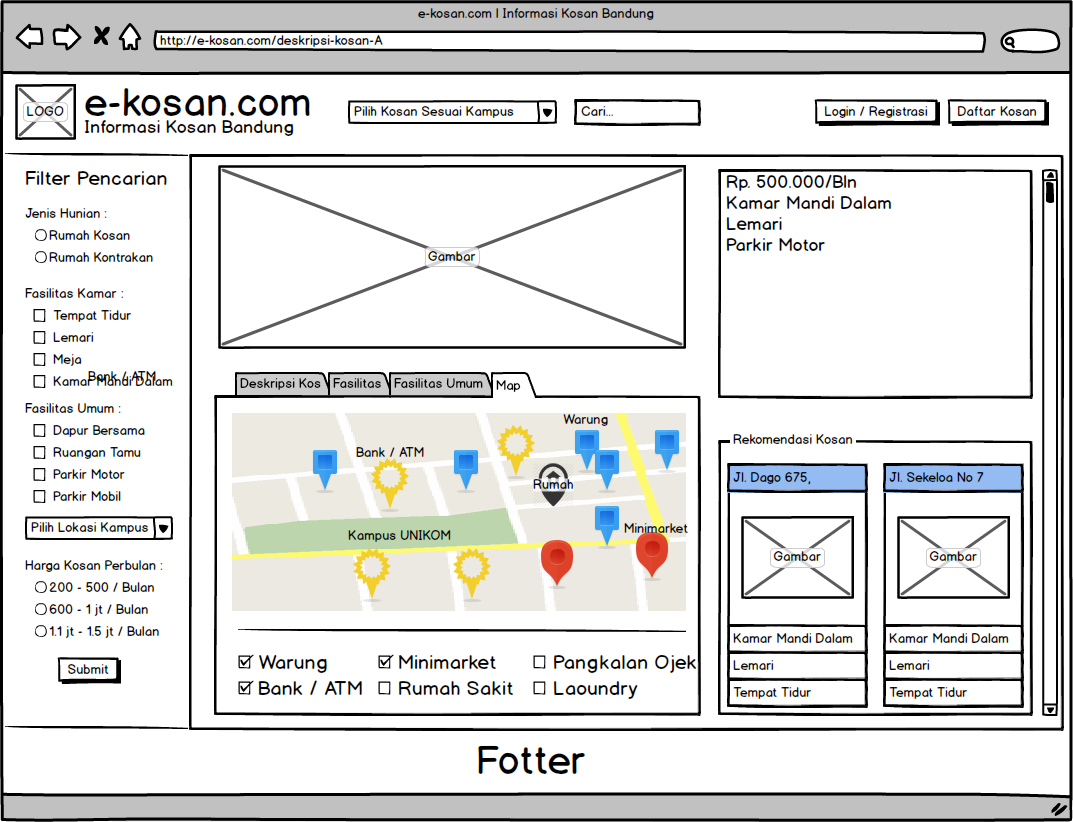 e-kosan.com | Informasi Kosan Bandung
http://e-kosan.com/deskripsi-kosan-A
LOGO
e-kosan.com
Informasi Kosan Bandung
Pilih Kosan Sesuai Kampus
Cari...
Login / Registrasi
Daftar Kosan
Filter Pencarian
Jenis Hunian :
Rumah Kosan
Rumah Kontrakan
Fasilitas Kamar :
Tempat Tidur
Lemari
Meja
Bank / ATM
Kamar Mandi Dalam
Fasilitas Umum :
Dapur Bersama
Ruangan Tamu
Parkir Motor
Parkir Mobil
Pilih Lokasi Kampus
Harga Kosan Perbulan :
200 - 500 / Bulan
600 - 1 jt / Bulan
1.1 jt - 1.5 jt / Bulan
Submit
Gambar
Deskripsi Kos
Fasilitas
Fasilitas Umum
Map
Warung
Bank / ATM
Rumah
Kampus UNIKOM
Minimarket
Warung
Minimarket
Pangkalan Ojek
Bank / ATM
Rumah Sakit
Laoundry
Rp. 500.000/Bln
Kamar Mandi Dalam
Lemari
Parkir Motor
Rekomendasi Kosan
Jl. Dago 675,
Gambar
Kamar Mandi Dalam
Lemari
Tempat Tidur
Jl. Sekeloa No 7
Gambar
Kamar Mandi Dalam
Lemari
Tempat Tidur
Fotter